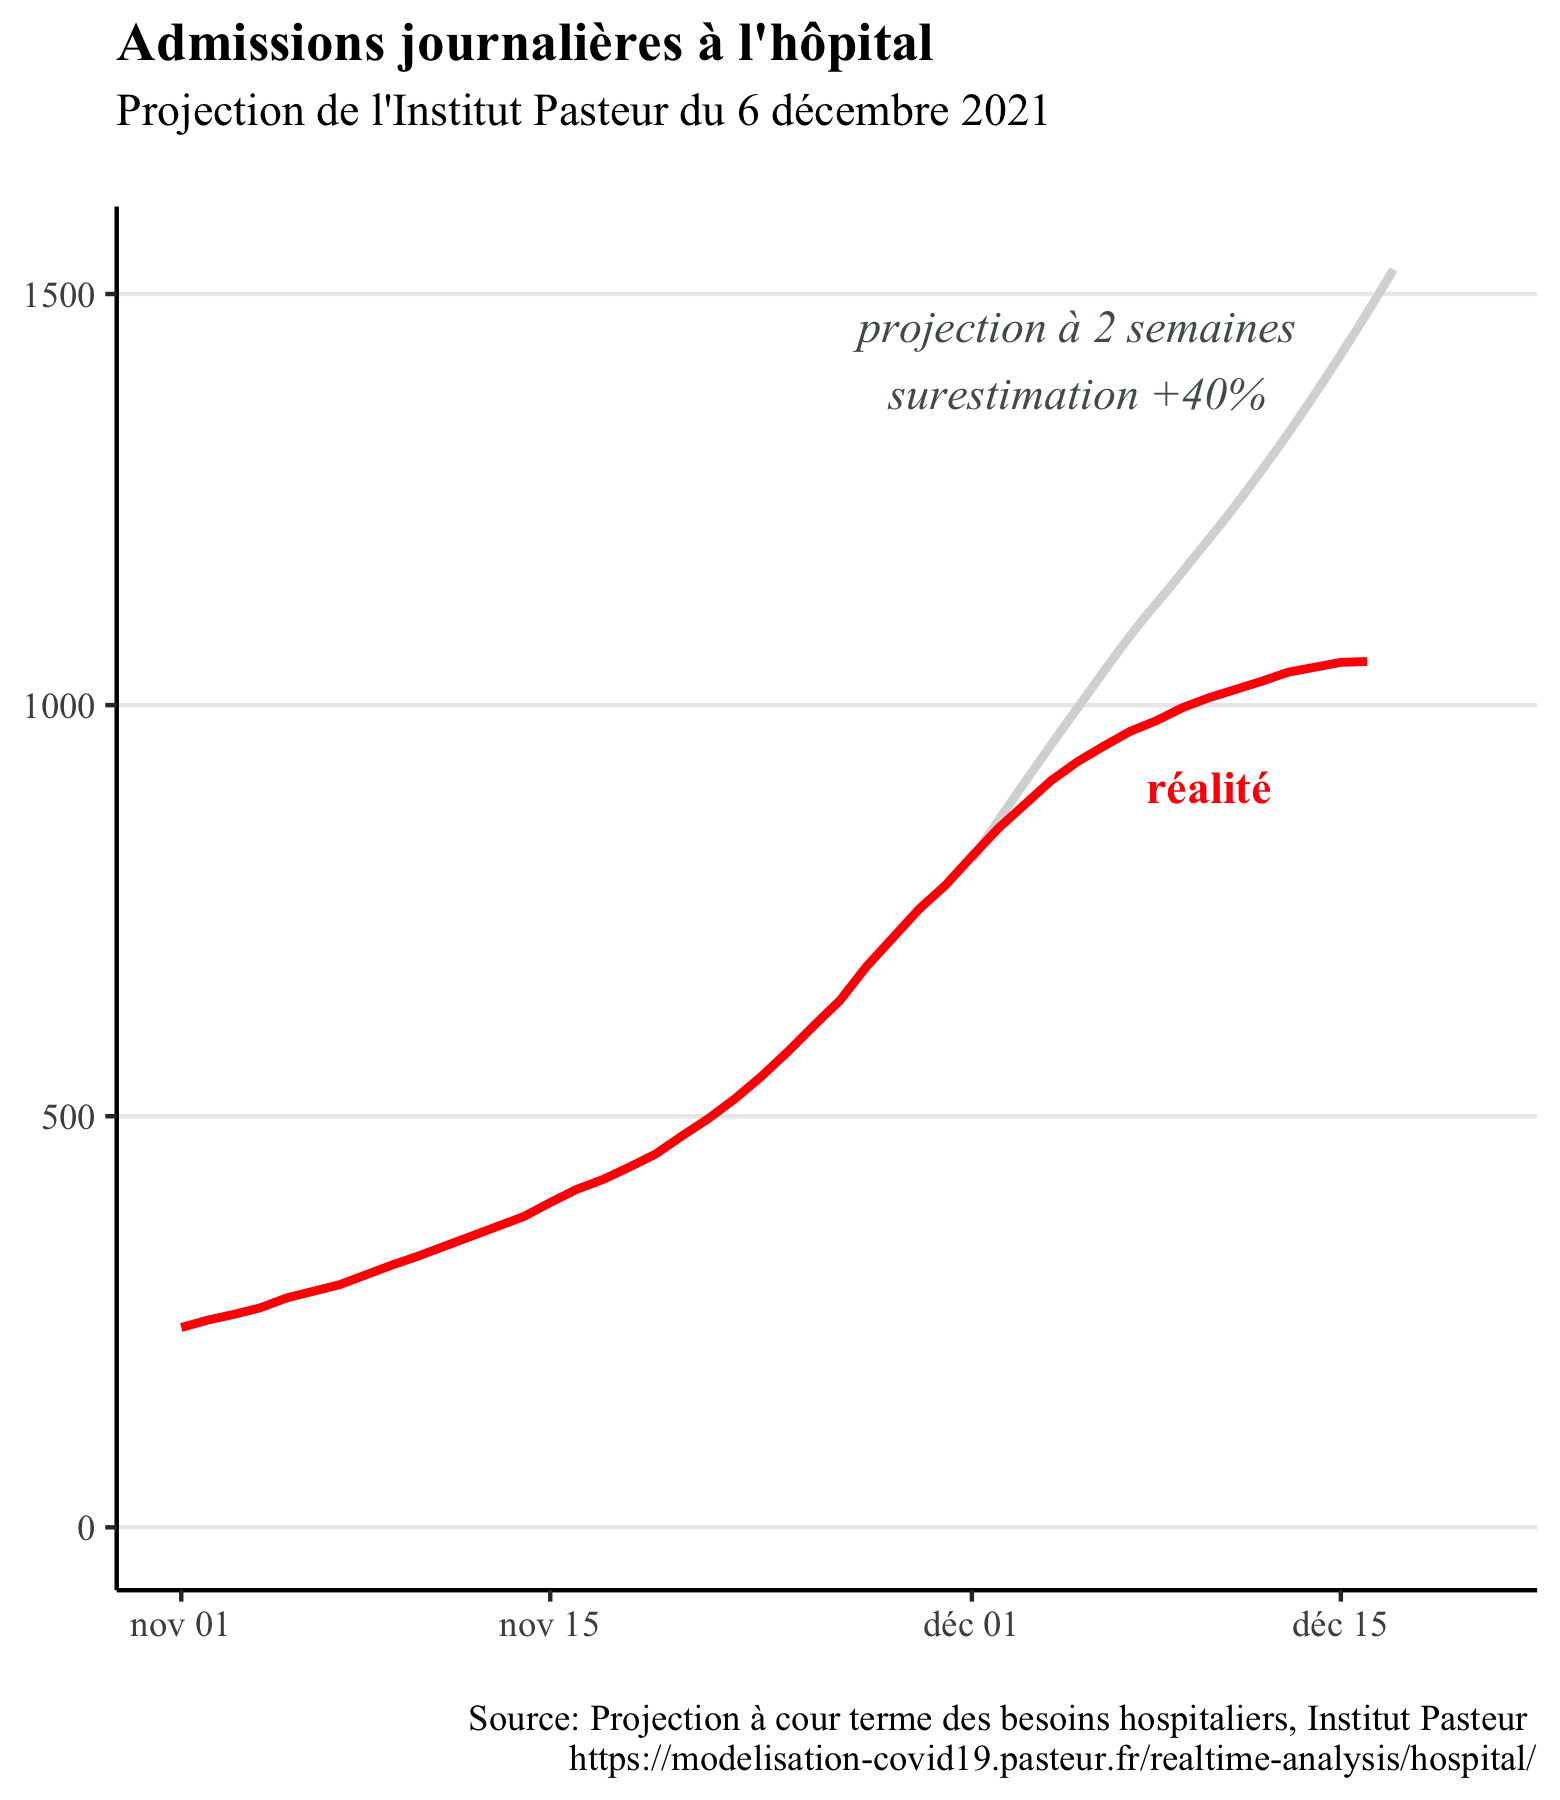 Admissions journalières à l'hôpital
Projection de l'Institut Pasteur du 6 décembre 2021
1500
projection à 2 semaines
surestimation +40%
1000
réalité
500
0
nov 01
nov 15
déc 01
déc 15
Source: Projection à cour terme des besoins hospitaliers, Institut Pasteur
https://modelisation-covid19.pasteur.fr/realtime-analysis/hospital/